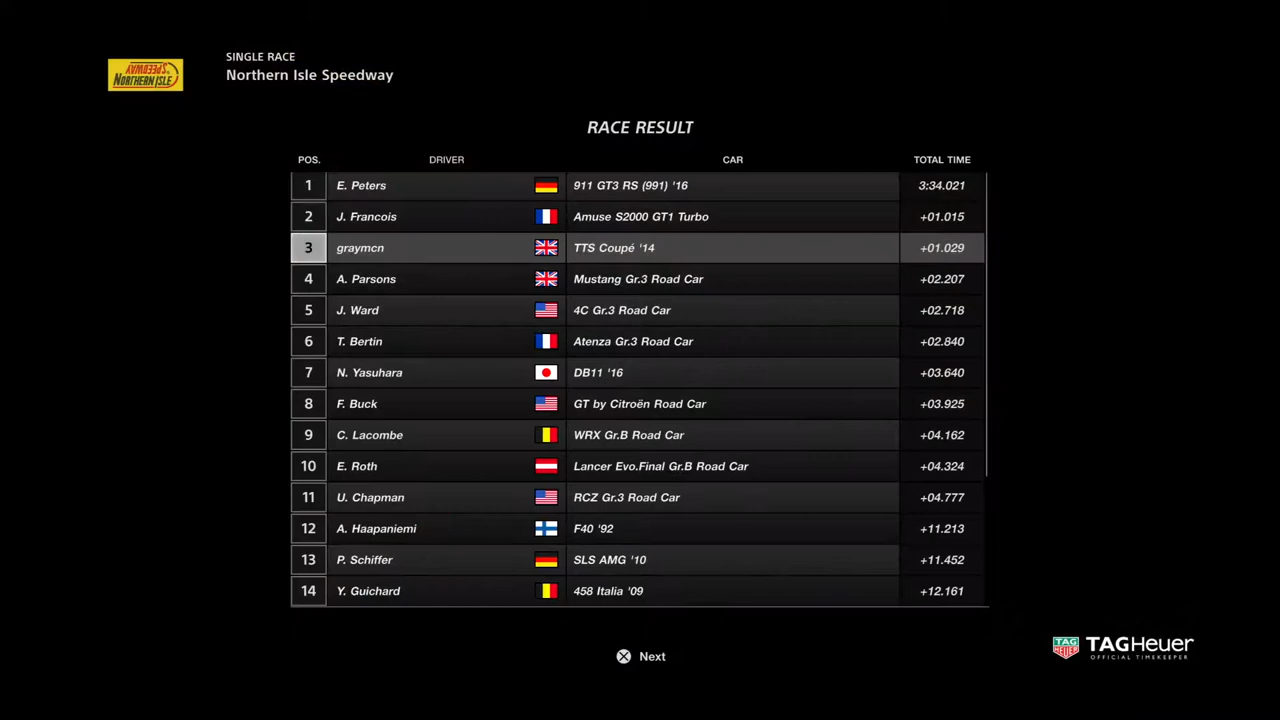 SINGLE RACE
Northern Isle Speedway
SPEEDWAY
NORTHERN ISLE
RACE RESULT
POS. DRIVER CAR TOTAL TIME
1 E. Peters 911 GT3 RS (991) '16 3:34.021
2 J. Francois Amuse S2000 GT1 Turbo +01.015
3 graymcn TTS Coupé '14 +01.029
4 A. Parsons Mustang Gr.3 Road Car +02.207
5 J. Ward 4C Gr.3 Road Car +02.718
6 T. Bertin Atenza Gr.3 Road Car +02.840
7 N. Yasuhara DB11 '16 +03.640
8 F. Buck GT by Citroën Road Car +03.925
9 C. Lacombe WRX Gr.B Road Car +04.162
10 E. Roth Lancer Evo.Final Gr.B Road Car +04.324
11 U. Chapman RCZ Gr.3 Road Car +04.777
12 A. Haapaniemi F40 '92 +11.213
13 P. Schiffer SLS AMG '10 +11.452
14 Y. Guichard 458 Italia '09 +12.161
Next
TAG HEUER TAGHeuer
OFFICIAL TIMEKEEPER